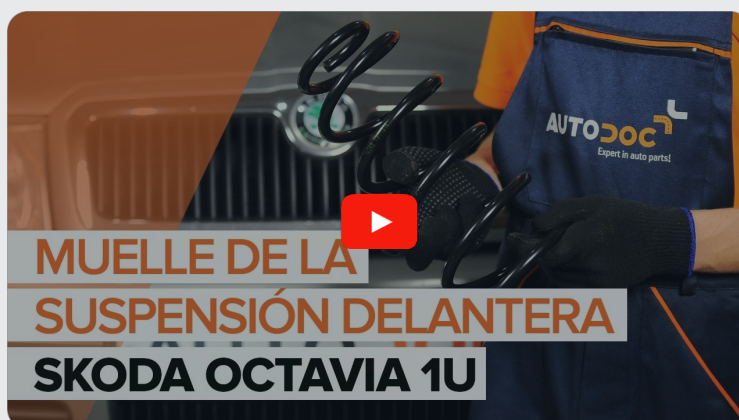 AUTODOC
Expert in auto parts!
MUELLE DE LA
SUSPENSIÓN DELANTERA
SKODA OCTAVIA 1U